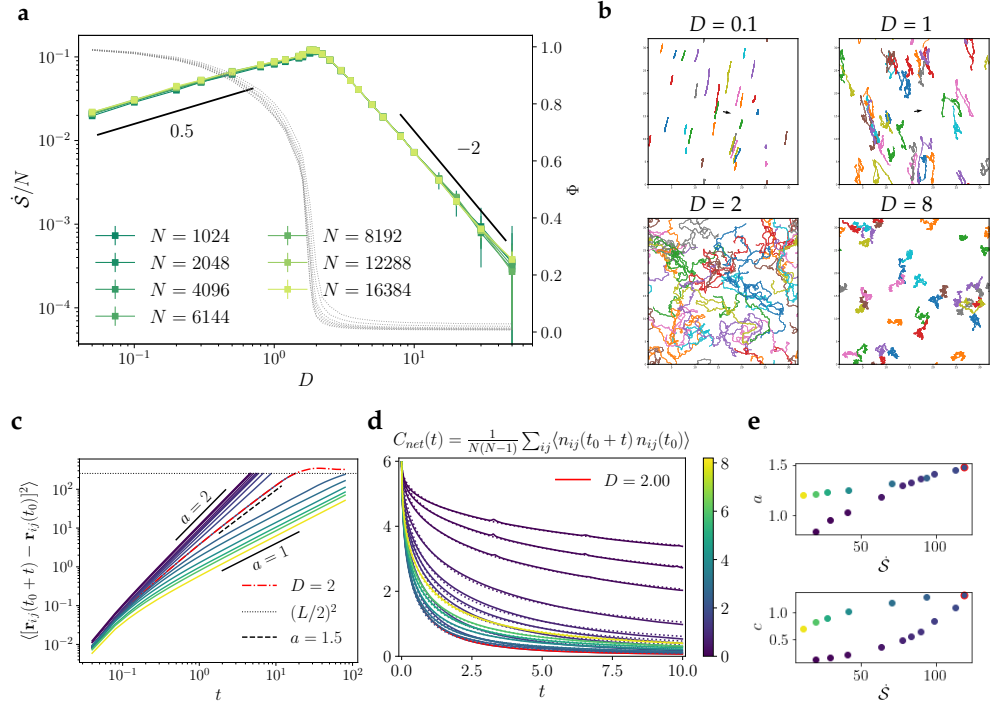 a
10⁻¹
10⁻²
10⁻³
10⁻⁴
Ṡ/N
1.0
0.8
0.6
0.4
0.2
0.0
Φ
0.5
−2
N = 1024
N = 2048
N = 4096
N = 6144
N = 8192
N = 12288
N = 16384
10⁻¹
10⁰
10¹
D
b
D = 0.1
D = 1
D = 2
D = 8
c
⟨[r_ij(t₀ + t) − r_ij(t₀)]²⟩
10²
10¹
10⁰
10⁻¹
10⁻²
a = 2
a = 1
D = 2
(L/2)²
a = 1.5
10⁻¹
10⁰
10¹
10²
t
d
C_net(t) = 1/N(N−1) ∑_ij⟨n_ij(t₀ + t) n_ij(t₀)⟩
6
4
2
0
D = 2.00
0.0
2.5
5.0
7.5
10.0
t
8
6
4
2
0
e
1.5
1.0
a
50
100
Ṡ
1.0
0.5
c
50
100
Ṡ